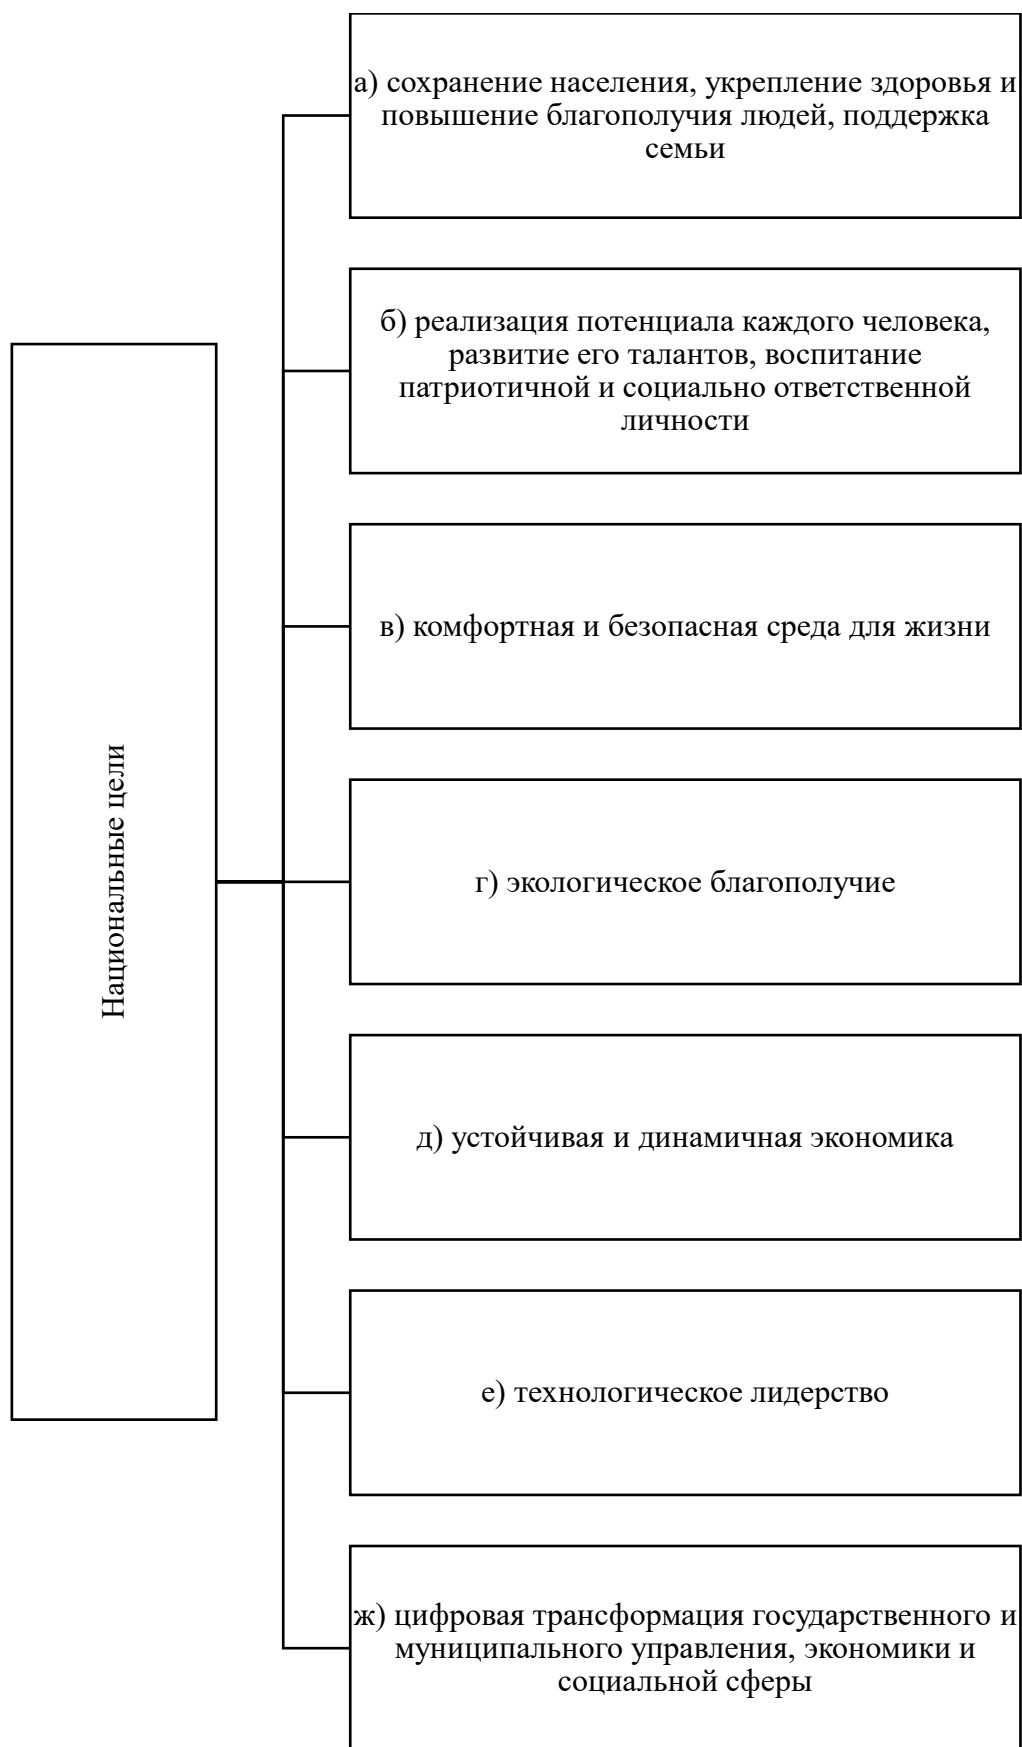 Национальные цели
а) сохранение населения, укрепление здоровья и
повышение благополучия людей, поддержка
семьи
б) реализация потенциала каждого человека,
развитие его талантов, воспитание
патриотичной и социально ответственной
личности
в) комфортная и безопасная среда для жизни
г) экологическое благополучие
д) устойчивая и динамичная экономика
е) технологическое лидерство
ж) цифровая трансформация государственного и
муниципального управления, экономики и
социальной сферы